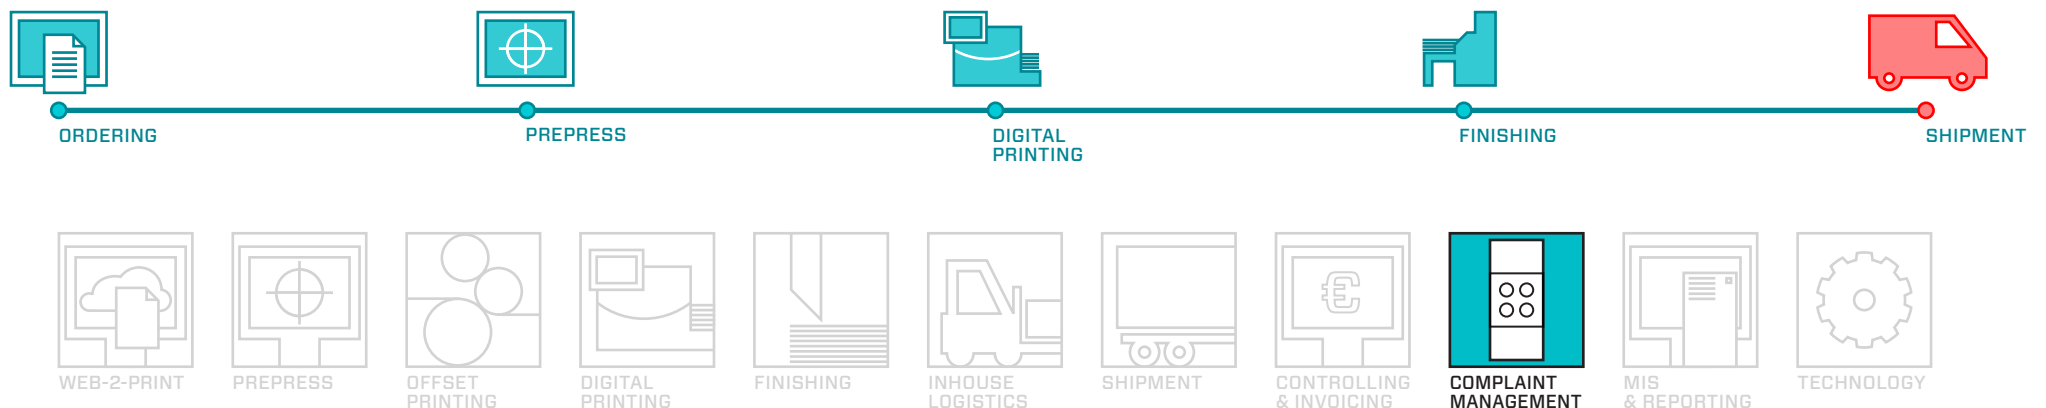 ORDERING
PREPRESS
DIGITAL
PRINTING
FINISHING
SHIPMENT
WEB-2-PRINT
PREPRESS
OFFSET
PRINTING
DIGITAL
PRINTING
FINISHING
INHOUSE
LOGISTICS
SHIPMENT
€
CONTROLLING
& INVOICING
COMPLAINT
MANAGEMENT
MIS
& REPORTING
TECHNOLOGY